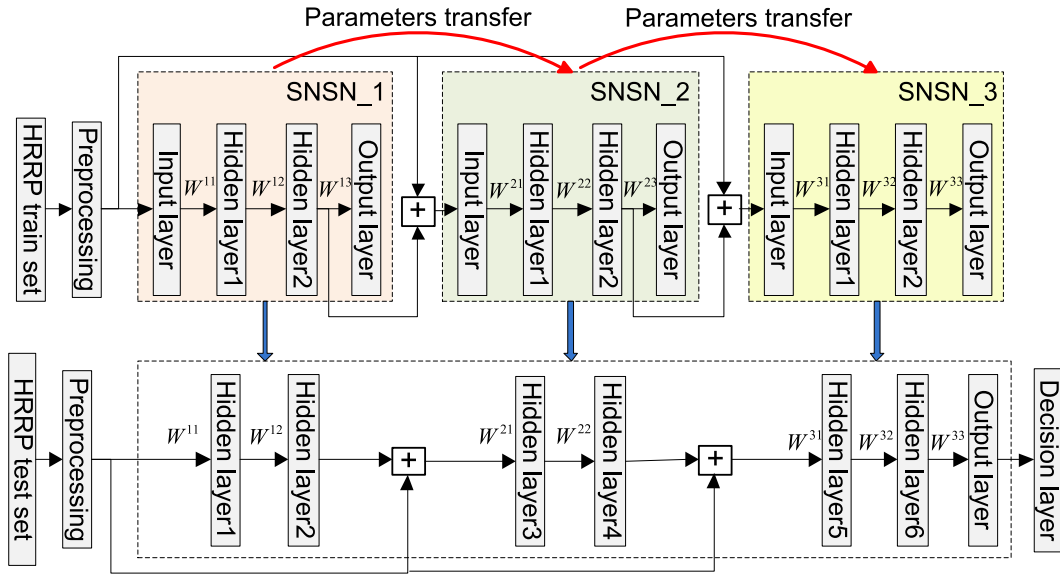 Parameters transfer
Parameters transfer
SNSN_1
SNSN_2
SNSN_3
HRRP train set
Preprocessing
Input layer
W^{11}
Hidden layer1
W^{12}
Hidden layer2
W^{13}
Output layer
+
Input layer
W^{21}
Hidden layer1
W^{22}
Hidden layer2
W^{23}
Output layer
+
Input layer
W^{31}
Hidden layer1
W^{32}
Hidden layer2
W^{33}
Output layer
HRRP test set
Preprocessing
W^{11}
Hidden layer1
W^{12}
Hidden layer2
+
W^{21}
Hidden layer3
W^{22}
Hidden layer4
+
W^{31}
Hidden layer5
W^{32}
Hidden layer6
W^{33}
Output layer
Decision layer